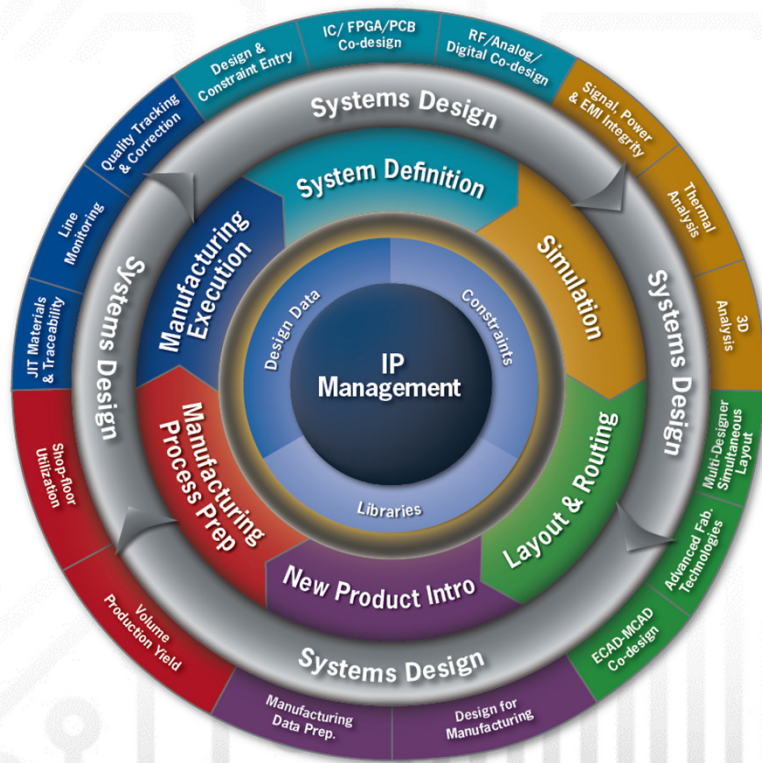 Design &
Constraint Entry
IC/ FPGA/PCB
Co-design
RF/Analog/
Digital Co-design
Signal, Power
& EMI Integrity
Thermal
Analysis
3D
Analysis
Multi-Designer
Simultaneous
Layout
Advanced Fab.
Technologies
ECAD-MCAD
Co-design
Design for
Manufacturing
Manufacturing
Data Prep.
Volume
Production Yield
Shop-floor
Utilization
JIT Materials
& Traceability
Line
Monitoring
Quality Tracking
& Correction
Systems Design
Systems Design
Systems Design
Systems Design
System Definition
Simulation
Layout & Routing
New Product Intro
Manufacturing
Process Prep
Manufacturing
Execution
Design Data
Constraints
Libraries
IP
Management